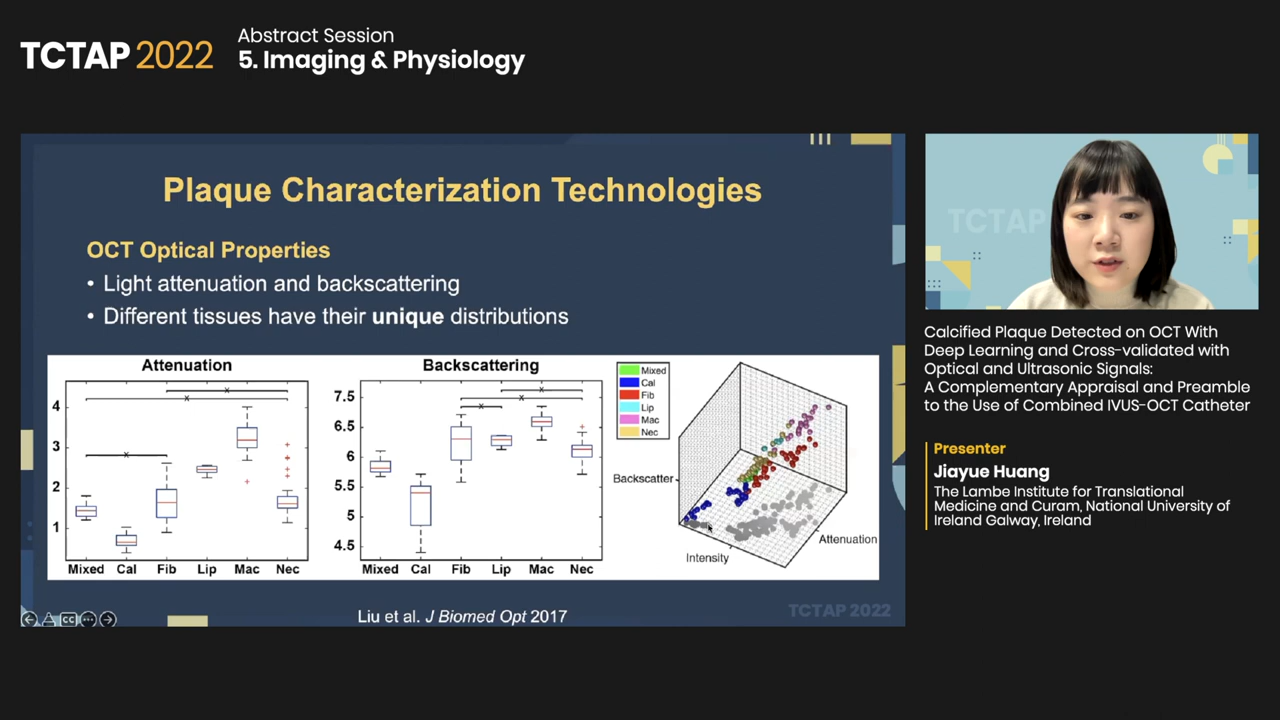 TCTAP 2022
Abstract Session
5. Imaging & Physiology
Plaque Characterization Technologies
OCT Optical Properties
• Light attenuation and backscattering
• Different tissues have their unique distributions
Attenuation
4
3
2
1
Mixed Cal Fib Lip Mac Nec
Backscattering
7.5
6.5
6
5.5
5
4.5
Mixed Cal Fib Lip Mac Nec
Mixed
Cal
Fib
Lip
Mac
Nec
Backscatter
Intensity
Attenuation
Liu et al. J Biomed Opt 2017
TCTAP 2022
CC
TCTAP
Calcified Plaque Detected on OCT With
Deep Learning and Cross-validated with
Optical and Ultrasonic Signals:
A Complementary Appraisal and Preamble
to the Use of Combined IVUS-OCT Catheter
Presenter
Jiayue Huang
The Lambe Institute for Translational
Medicine and Curam, National University of
Ireland Galway, Ireland